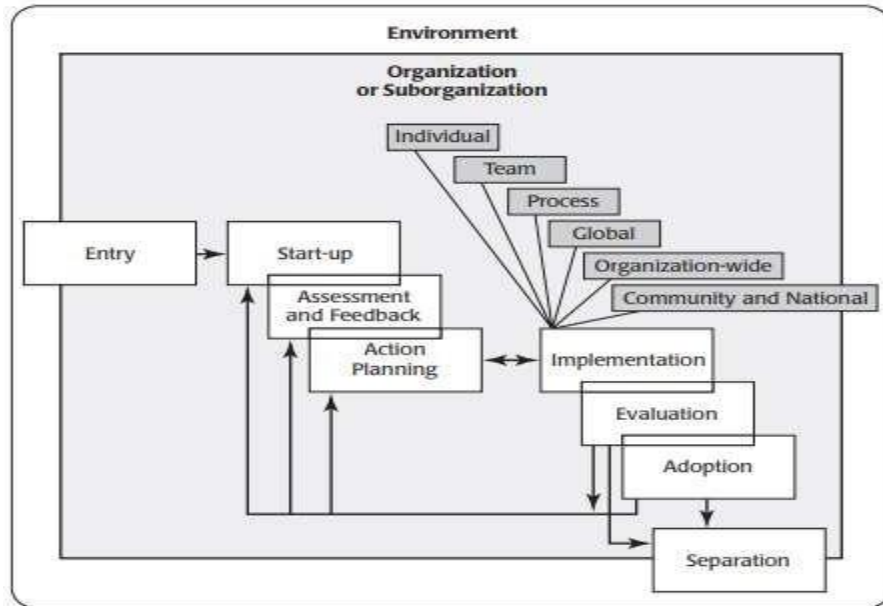 Environment
Organization
or Suborganization
Individual
Team
Process
Global
Organization-wide
Community and National
Entry
Start-up
Assessment
and Feedback
Action
Planning
Implementation
Evaluation
Adoption
Separation